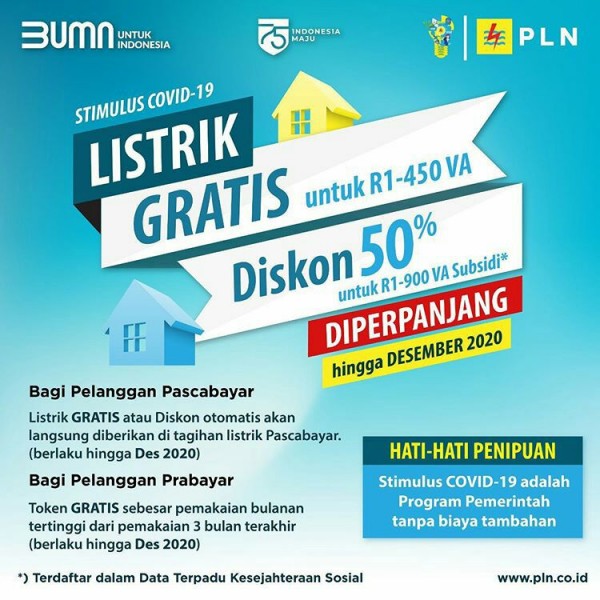 BUMN UNTUK
INDONESIA
75 INDONESIA
MAJU
PLN
STIMULUS COVID-19
LISTRIK
GRATIS untuk R1-450 VA
Diskon 50%
untuk R1-900 VA Subsidi*
DIPERPANJANG
hingga DESEMBER 2020
Bagi Pelanggan Pascabayar
Listrik GRATIS atau Diskon otomatis akan
langsung diberikan di tagihan listrik Pascabayar.
(berlaku hingga Des 2020)
Bagi Pelanggan Prabayar
Token GRATIS sebesar pemakaian bulanan
tertinggi dari pemakaian 3 bulan terakhir
(berlaku hingga Des 2020)
HATI-HATI PENIPUAN
Stimulus COVID-19 adalah
Program Pemerintah
tanpa biaya tambahan
*) Terdaftar dalam Data Terpadu Kesejahteraan Sosial
www.pln.co.id